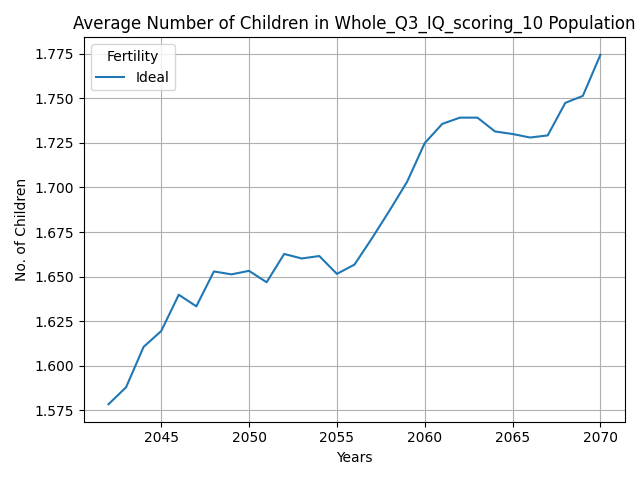 Average Number of Children in Whole_Q3_IQ_scoring_10 Population
Fertility
Ideal
No. of Children
1.775
1.750
1.725
1.700
1.675
1.650
1.625
1.600
1.575
2045 2050 2055 2060 2065 2070
Years